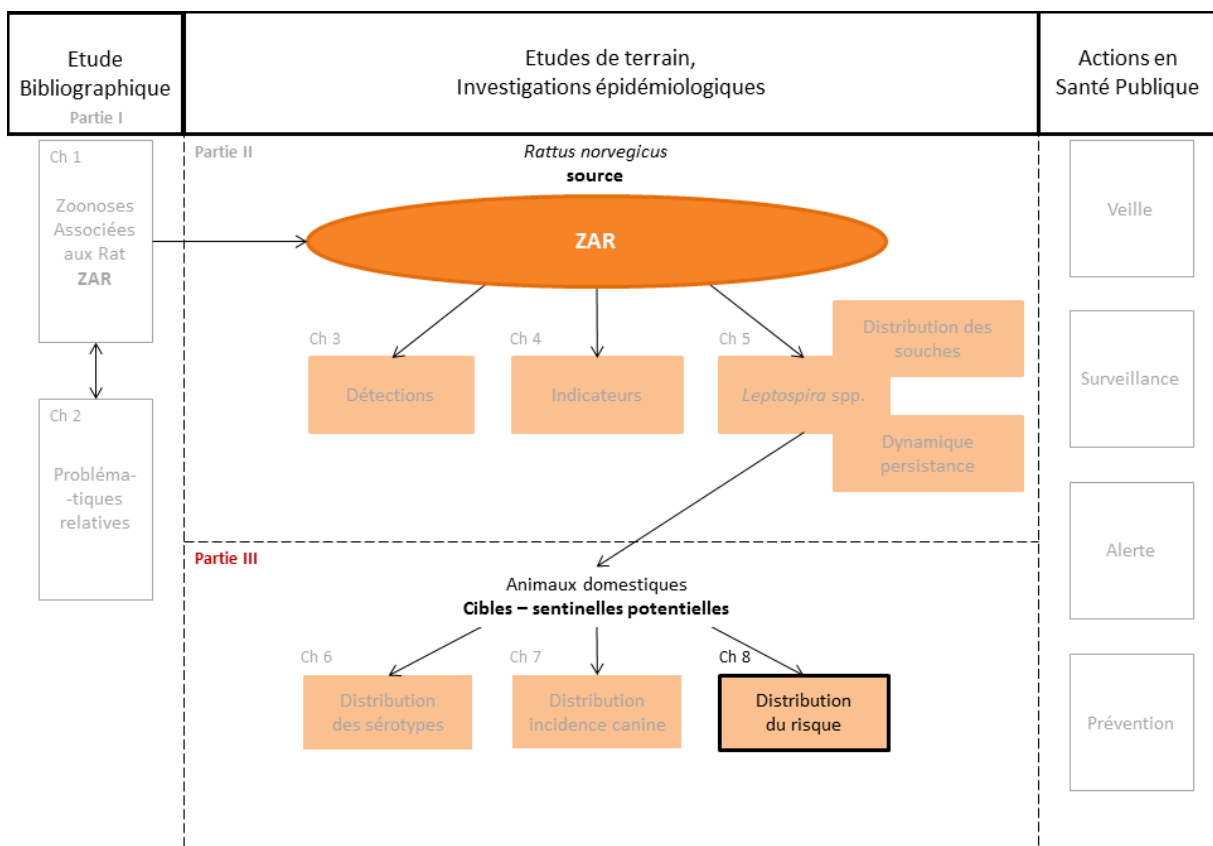 Etude
Bibliographique
Partie I
Etudes de terrain,
Investigations épidémiologiques
Actions en
Santé Publique
Ch 1
Zoonoses
Associées
aux Rat
ZAR
Ch 2
Probléma-
-tiques
relatives
Partie II
Rattus norvegicus
source
ZAR
Ch 3
Détections
Ch 4
Indicateurs
Ch 5
Leptospira spp.
Distribution des
souches
Dynamique
persistance
Partie III
Animaux domestiques
Cibles – sentinelles potentielles
Ch 6
Distribution
des sérotypes
Ch 7
Distribution
incidence canine
Ch 8
Distribution
du risque
Veille
Surveillance
Alerte
Prévention